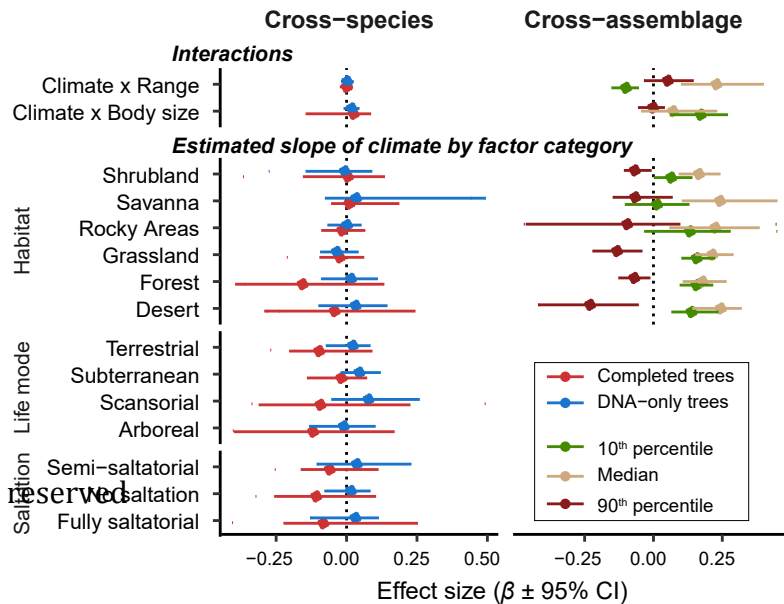 Cross−species Cross−assemblage
Interactions
Climate x Range
Climate x Body size
Estimated slope of climate by factor category
Habitat
Shrubland
Savanna
Rocky Areas
Grassland
Forest
Desert
Life mode
Terrestrial
Subterranean
Scansorial
Arboreal
Saltation
Semi−saltatorial
No saltation
Fully saltatorial
reserved
Completed trees
DNA−only trees
10th percentile
Median
90th percentile
−0.25 0.00 0.25 0.50 −0.25 0.00 0.25
Effect size (β ± 95% CI)